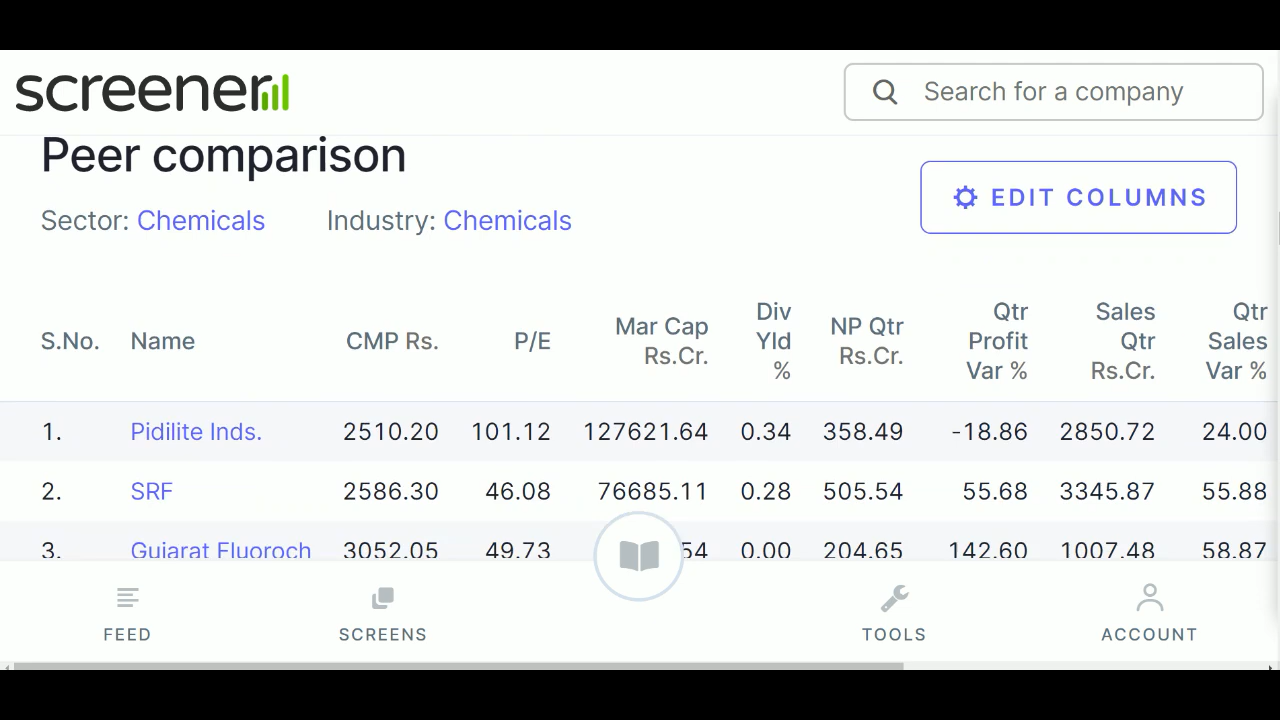 screener
Search for a company
Peer comparison
EDIT COLUMNS
Sector: Chemicals Industry: Chemicals
S.No. Name CMP Rs. P/E Mar Cap Rs.Cr. Div Yld % NP Qtr Rs.Cr. Qtr Profit Var % Sales Qtr Rs.Cr. Qtr Sales Var %
1. Pidilite Inds. 2510.20 101.12 127621.64 0.34 358.49 -18.86 2850.72 24.00
2. SRF 2586.30 46.08 76685.11 0.28 505.54 55.68 3345.87 55.88
3. Gujarat Fluoroch 3052.05 49.73 54 0.00 204.65 142.60 1007.48 58.87
FEED SCREENS TOOLS ACCOUNT